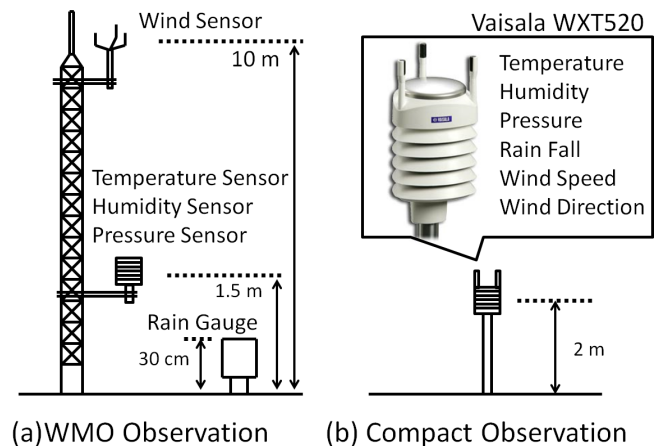 Wind Sensor
10 m
Temperature Sensor
Humidity Sensor
Pressure Sensor
1.5 m
Rain Gauge
30 cm
(a)WMO Observation
Vaisala WXT520
Temperature
Humidity
Pressure
Rain Fall
Wind Speed
Wind Direction
VAISALA
2 m
(b) Compact Observation